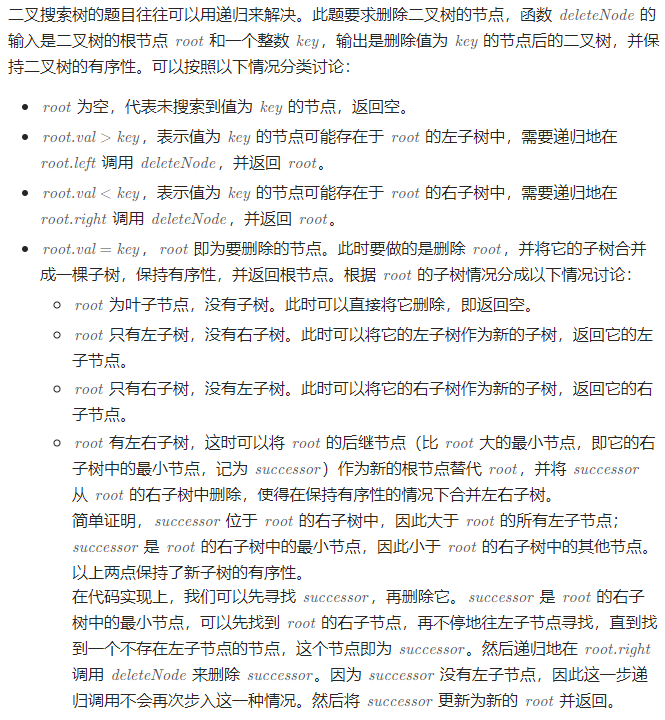 二叉搜索树的题目往往可以用递归来解决。此题要求删除二叉树的节点，函数 deleteNode 的
输入是二叉树的根节点 root 和一个整数 key，输出是删除值为 key 的节点后的二叉树，并保
持二叉树的有序性。可以按照以下情况分类讨论：
• root 为空，代表未搜索到值为 key 的节点，返回空。
• root.val > key，表示值为 key 的节点可能存在于 root 的左子树中，需要递归地在
root.left 调用 deleteNode，并返回 root。
• root.val < key，表示值为 key 的节点可能存在于 root 的右子树中，需要递归地在
root.right 调用 deleteNode，并返回 root。
• root.val = key，root 即为要删除的节点。此时要做的是删除 root，并将它的子树合并
成一棵子树，保持有序性，并返回根节点。根据 root 的子树情况分成以下情况讨论：
◦ root 为叶子节点，没有子树。此时可以直接将它删除，即返回空。
◦ root 只有左子树，没有右子树。此时可以将它的左子树作为新的子树，返回它的左
子节点。
◦ root 只有右子树，没有左子树。此时可以将它的右子树作为新的子树，返回它的右
子节点。
◦ root 有左右子树，这时可以将 root 的后继节点（比 root 大的最小节点，即它的右
子树中的最小节点，记为 successor）作为新的根节点替代 root，并将 successor
从 root 的右子树中删除，使得在保持有序性的情况下合并左右子树。
简单证明，successor 位于 root 的右子树中，因此大于 root 的所有左子节点；
successor 是 root 的右子树中的最小节点，因此小于 root 的右子树中的其他节点。
以上两点保持了新子树的有序性。
在代码实现上，我们可以先寻找 successor，再删除它。successor 是 root 的右子
树中的最小节点，可以先找到 root 的右子节点，再不停地往左子节点寻找，直到找
到一个不存在左子节点的节点，这个节点即为 successor。然后递归地在 root.right
调用 deleteNode 来删除 successor。因为 successor 没有左子节点，因此这一步递
归调用不会再次步入这一种情况。然后将 successor 更新为新的 root 并返回。